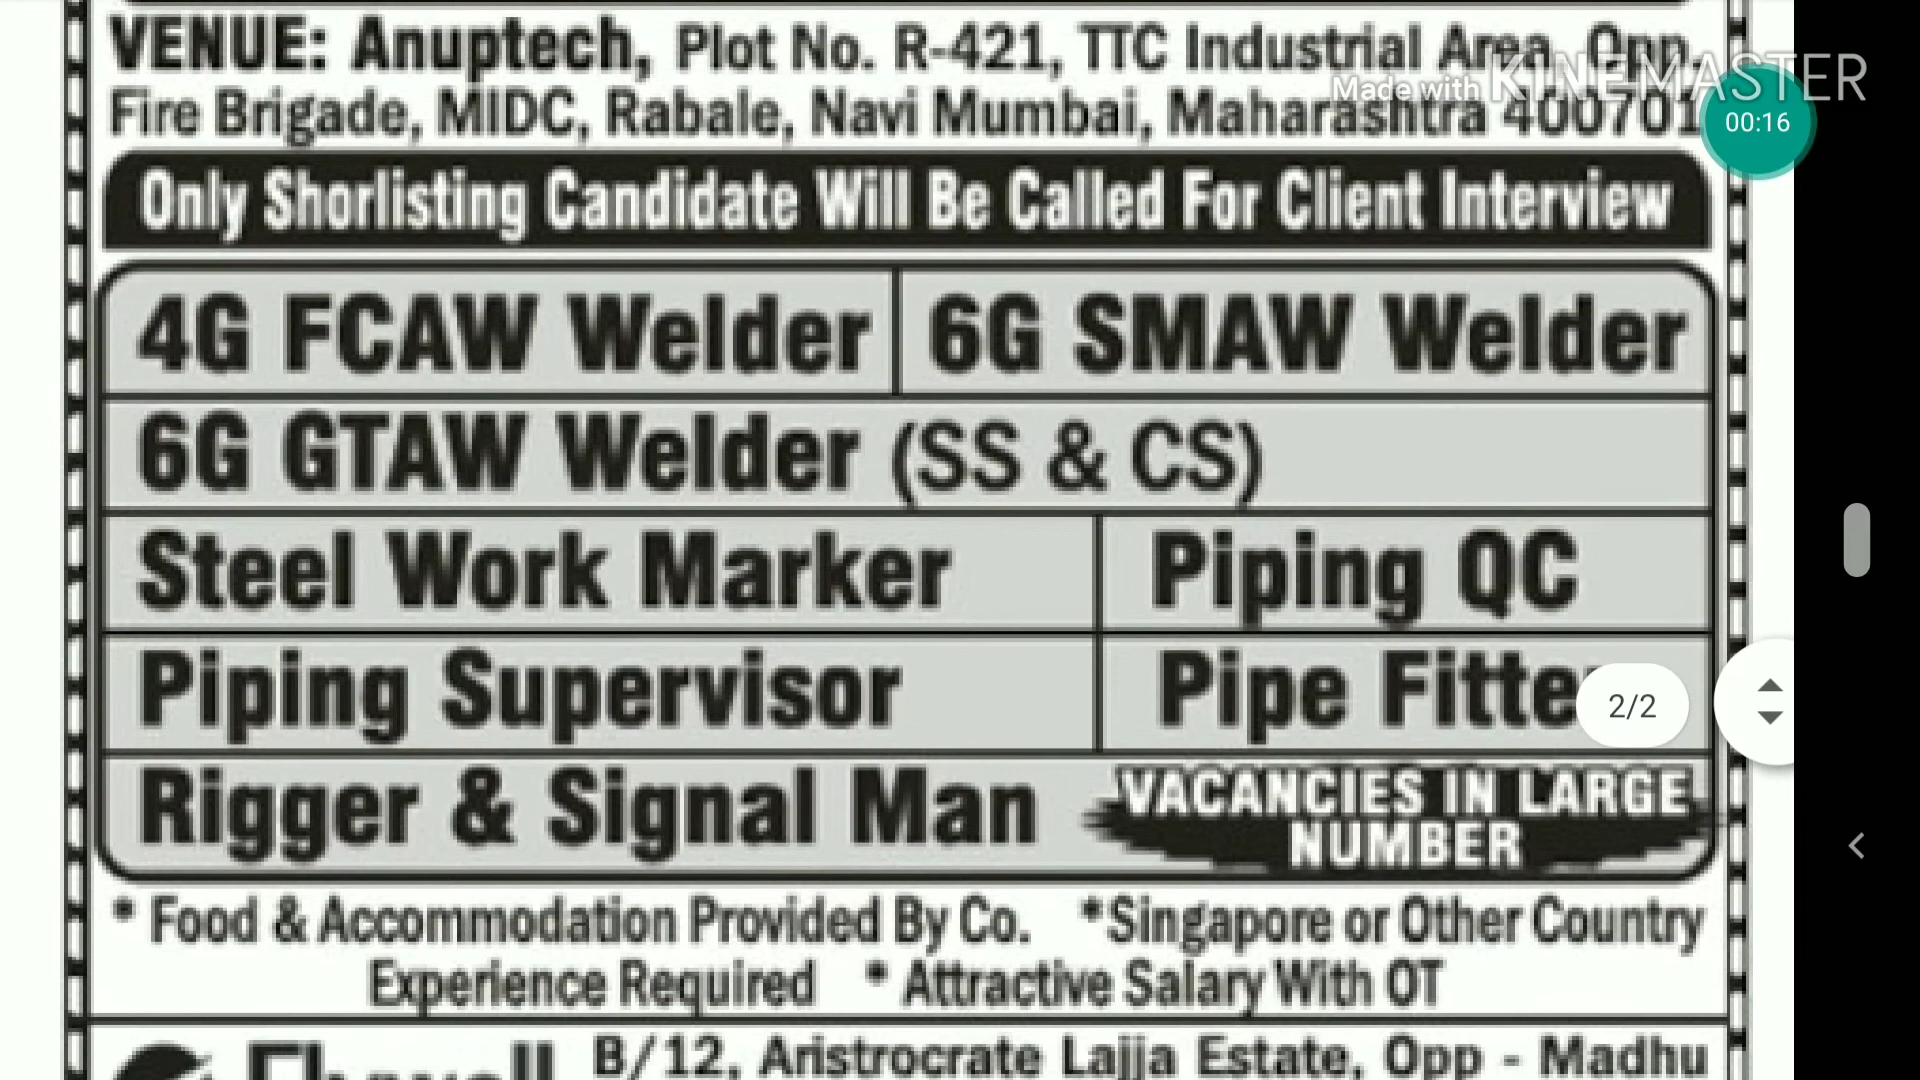 VENUE: Anuptech, Plot No. R-421, TTC Industrial Area, Opp.
Made with KINEMASTER
Fire Brigade, MIDC, Rabale, Navi Mumbai, Maharashtra 400701
00:16
Only Shorlisting Candidate Will Be Called For Client Interview
4G FCAW Welder 6G SMAW Welder
6G GTAW Welder (SS & CS)
Steel Work Marker Piping QC
Piping Supervisor Pipe Fitter
2/2
Rigger & Signal Man
VACANCIES IN LARGE
NUMBER
* Food & Accommodation Provided By Co. *Singapore or Other Country
Experience Required * Attractive Salary With OT
B/12, Aristrocrate Lajja Estate, Opp - Madhu